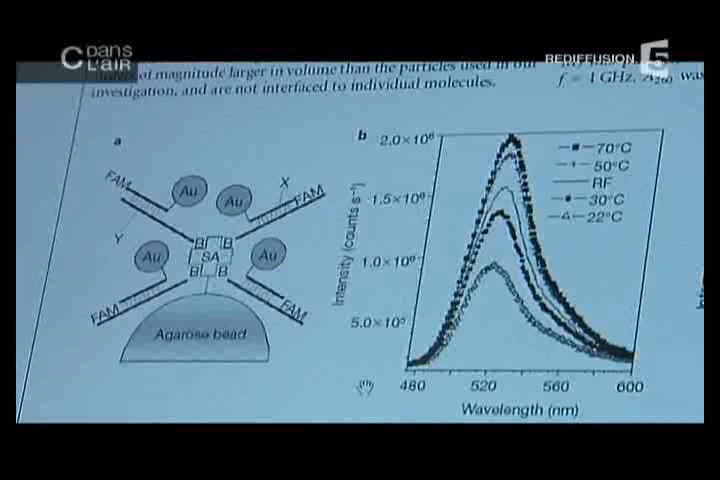 C DANS
L'AIR
REDIFFUSION 5
of magnitude larger in volume than the particles used in our
investigation, and are not interfaced to individual molecules.
f = 1 GHz. A260 was
a
FAM
Au
Au
X
FAM
Y
B B
SA
B B
Au
Au
FAM
FAM
Agarose bead
b
2.0×10⁶
1.5×10⁶
1.0×10⁶
5.0×10⁵
Intensity (counts s⁻¹)
70°C
50°C
RF
30°C
22°C
480 520 560 600
Wavelength (nm)